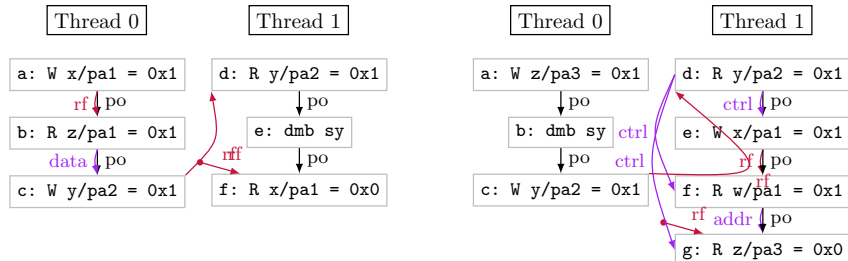 Thread 0
Thread 1
a: W x/pa1 = 0x1
rf
po
b: R z/pa1 = 0x1
data
po
c: W y/pa2 = 0x1
d: R y/pa2 = 0x1
po
e: dmb sy
rf
rf
po
f: R x/pa1 = 0x0
Thread 0
Thread 1
a: W z/pa3 = 0x1
po
b: dmb sy
po
c: W y/pa2 = 0x1
d: R y/pa2 = 0x1
ctrl
po
ctrl
e: W x/pa1 = 0x1
ctrl
rf
po
rf
f: R w/pa1 = 0x1
rf
addr
po
g: R z/pa3 = 0x0